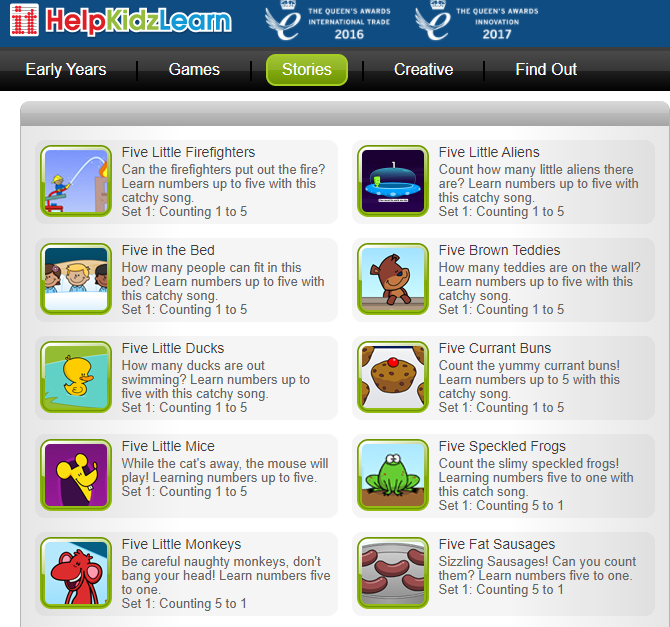 HelpKidzLearn
THE QUEEN'S AWARDS
INTERNATIONAL TRADE
2016
THE QUEEN'S AWARDS
INNOVATION
2017
Early Years
Games
Stories
Creative
Find Out
Five Little Firefighters
Can the firefighters put out the fire?
Learn numbers up to five with this
catchy song.
Set 1: Counting 1 to 5
1
Five Little Aliens
Count how many little aliens there
are? Learn numbers up to five with
this catchy song.
Set 1: Counting 1 to 5
Five in the Bed
How many people can fit in this
bed? Learn numbers up to five with
this catchy song.
Set 1: Counting 1 to 5
Five Brown Teddies
How many teddies are on the wall?
Learn numbers up to five with this
catchy song.
Set 1: Counting 1 to 5
Five Little Ducks
How many ducks are out
swimming? Learn numbers up to
five with this catchy song.
Set 1: Counting 1 to 5
Five Currant Buns
Count the yummy currant buns!
Learn numbers up to 5 with this
catchy song.
Set 1: Counting 1 to 5
Five Little Mice
While the cat's away, the mouse will
play! Learning numbers up to five.
Set 1: Counting 1 to 5
Five Speckled Frogs
Count the slimy speckled frogs!
Learning numbers five to one with
this catch song.
Set 1: Counting 5 to 1
Five Little Monkeys
Be careful naughty monkeys, don't
bang your head! Learn numbers five
to one.
Set 1: Counting 5 to 1
Five Fat Sausages
Sizzling Sausages! Can you count
them? Learn numbers five to one.
Set 1: Counting 5 to 1